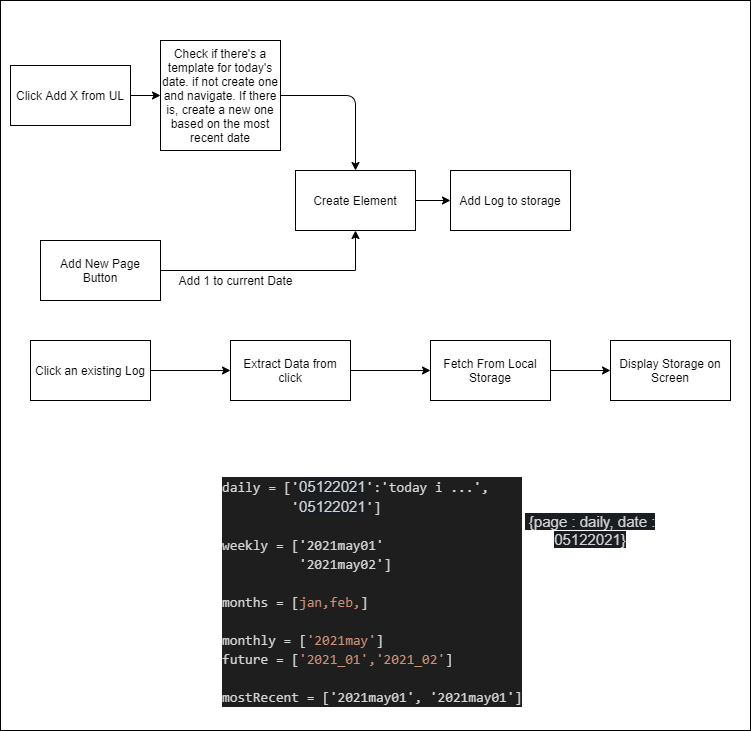 Check if there's a
template for today's
date. if not create one
and navigate. If there
is, create a new one
based on the most
recent date
Click Add X from UL
Create Element
Add Log to storage
Add New Page
Button
Add 1 to current Date
Click an existing Log
Extract Data from
click
Fetch From Local
Storage
Display Storage on
Screen
daily = ['05122021':'today i ...',
'05122021']
{page : daily, date :
05122021}
weekly = ['2021may01'
'2021may02']
months = [jan,feb,]
monthly = ['2021may']
future = ['2021_01','2021_02']
mostRecent = ['2021may01', '2021may01']